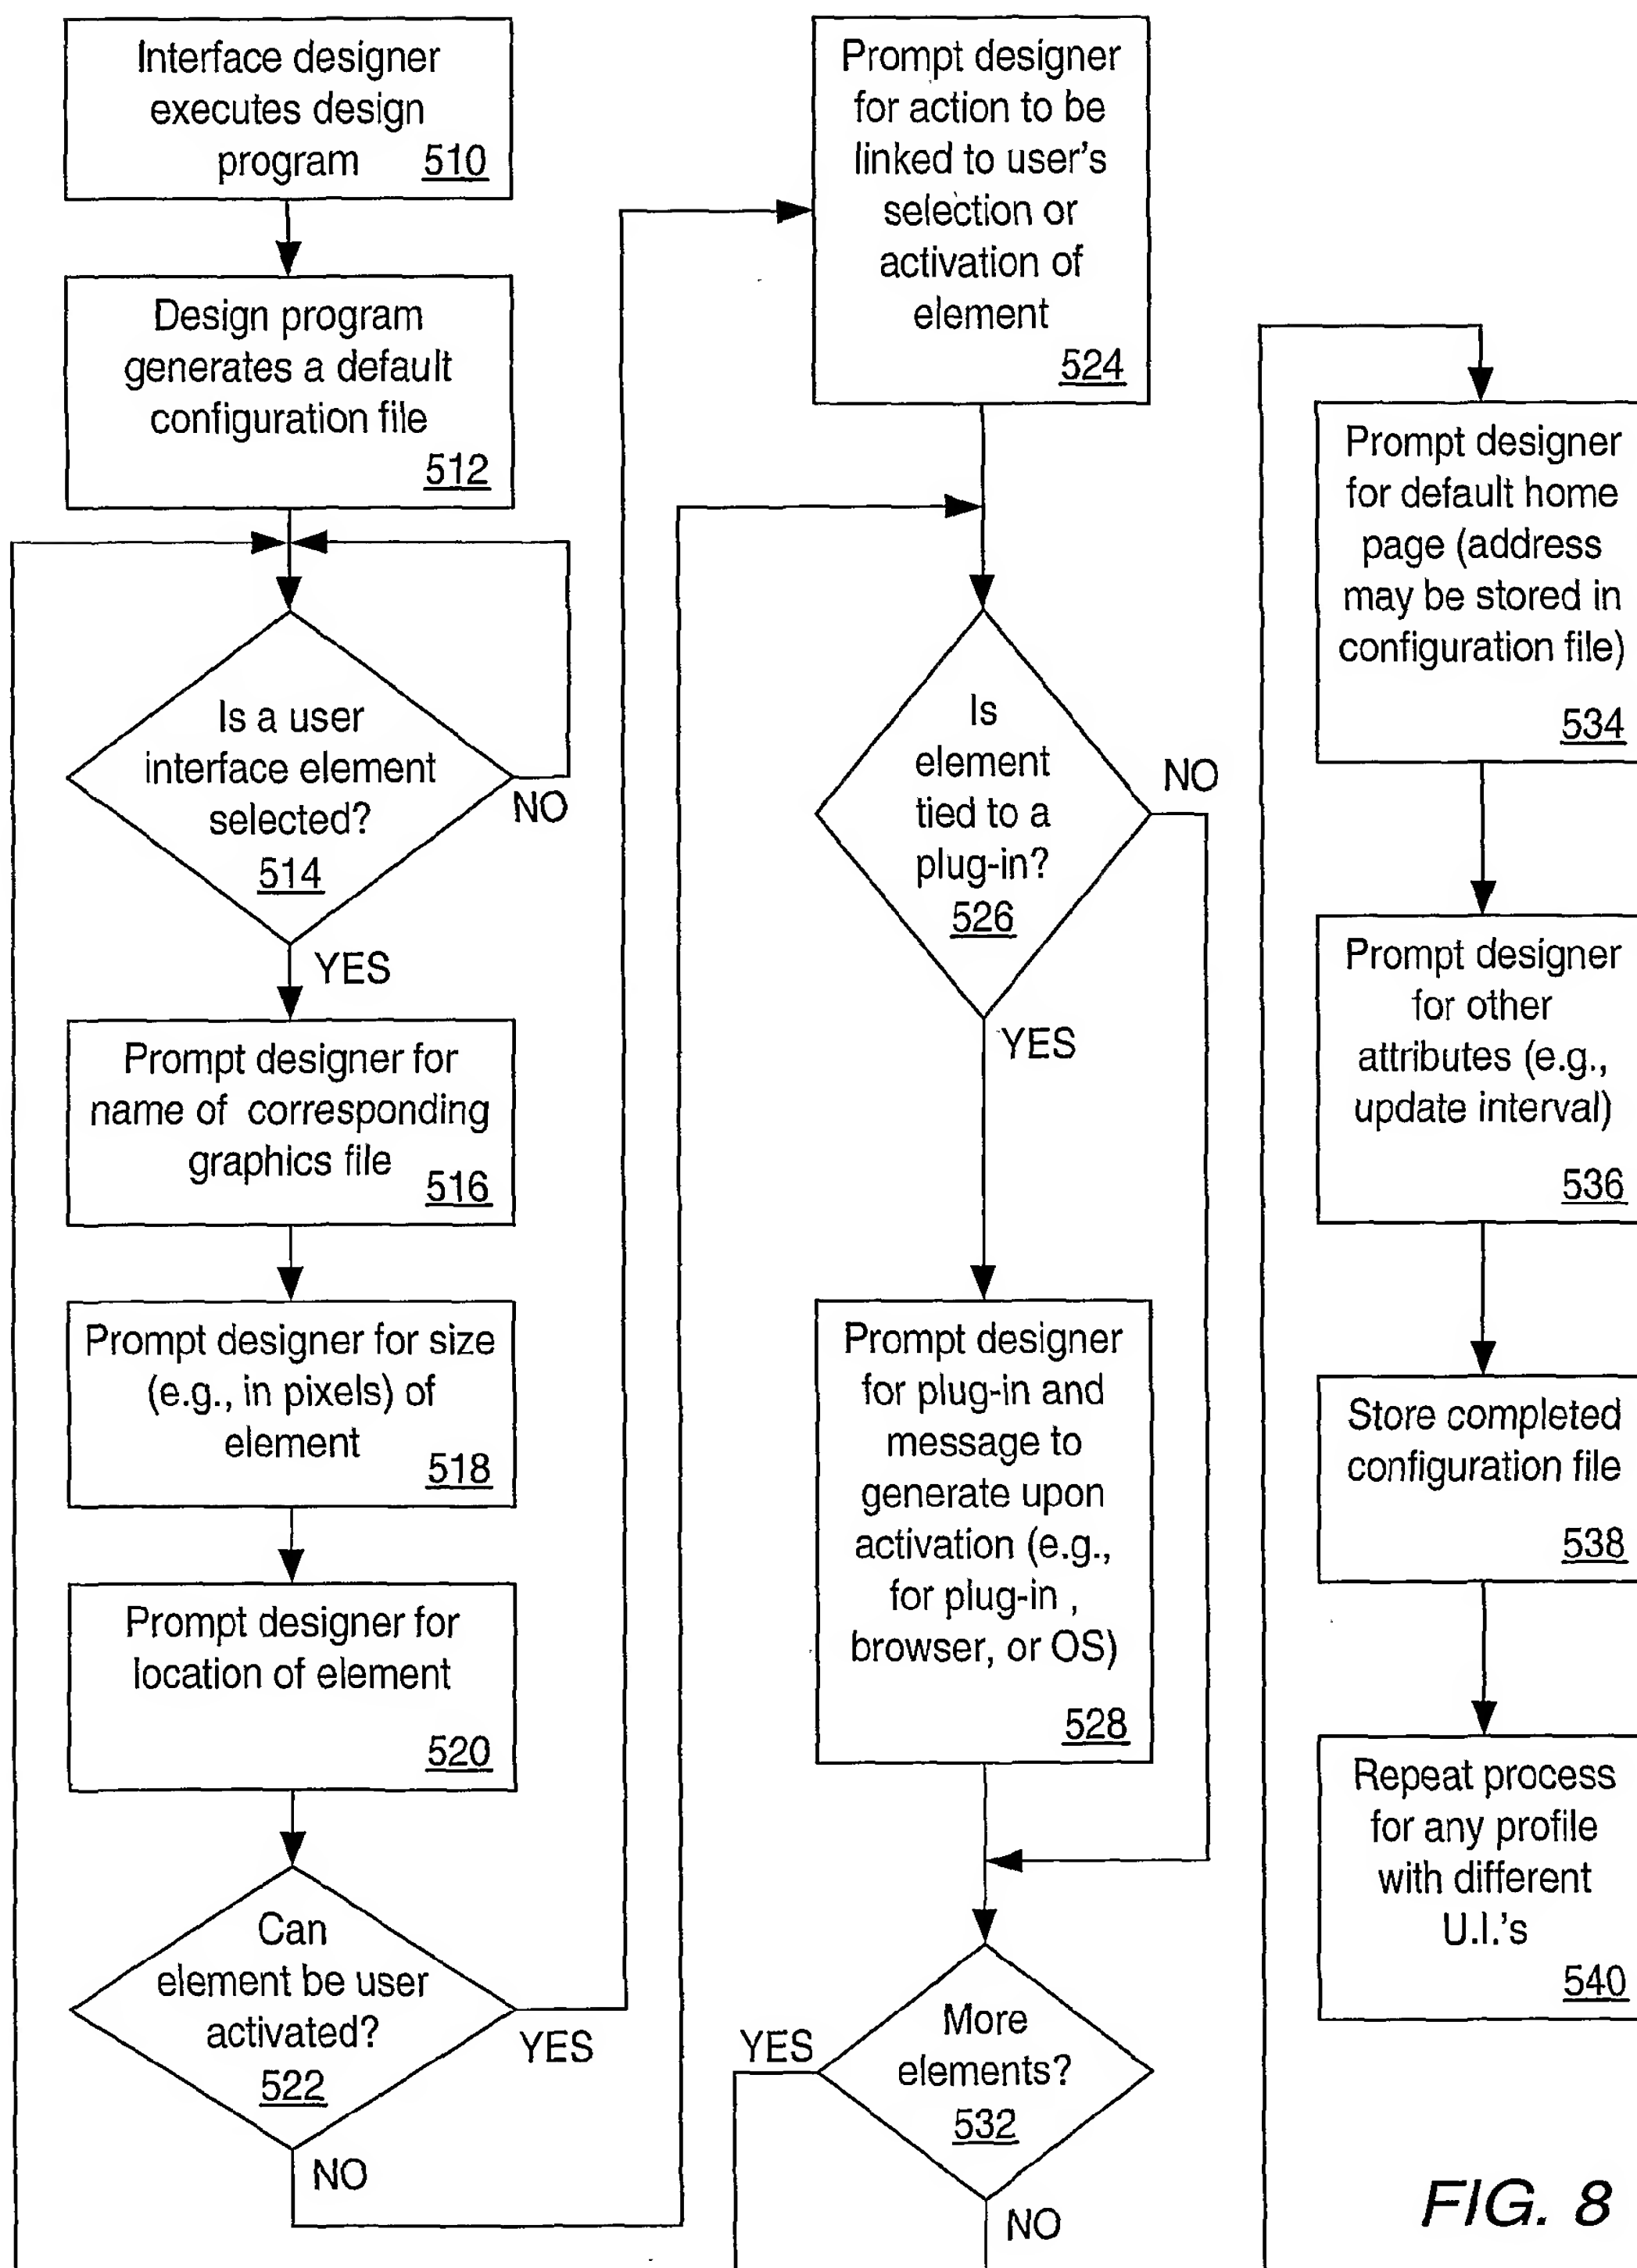 Interface designer
executes design
program 510
Design program
generates a default
configuration file
512
Is a user
interface element
selected?
514
NO
YES
Prompt designer for
name of corresponding
graphics file
516
Prompt designer for size
(e.g., in pixels) of
element
518
Prompt designer for
location of element
520
Can
element be user
activated?
522
YES
NO
Prompt designer
for action to be
linked to user's
selection or
activation of
element
524
Is
element
tied to a
plug-in?
526
NO
YES
Prompt designer
for plug-in and
message to
generate upon
activation (e.g.,
for plug-in ,
browser, or OS)
528
More
elements?
532
YES
NO
Prompt designer
for default home
page (address
may be stored in
configuration file)
534
Prompt designer
for other
attributes (e.g.,
update interval)
536
Store completed
configuration file
538
Repeat process
for any profile
with different
U.I.'s
540
FIG. 8